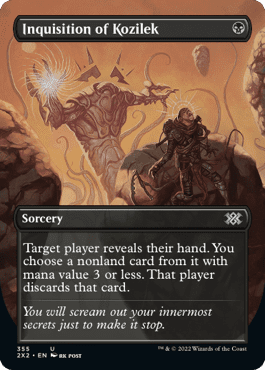 Inquisition of Kozilek
Sorcery
Target player reveals their hand. You
choose a nonland card from it with
mana value 3 or less. That player
discards that card.
You will scream out your innermost
secrets just to make it stop.
355 U
2X2 • EN RK POST
™ & © 2022 Wizards of the Coast